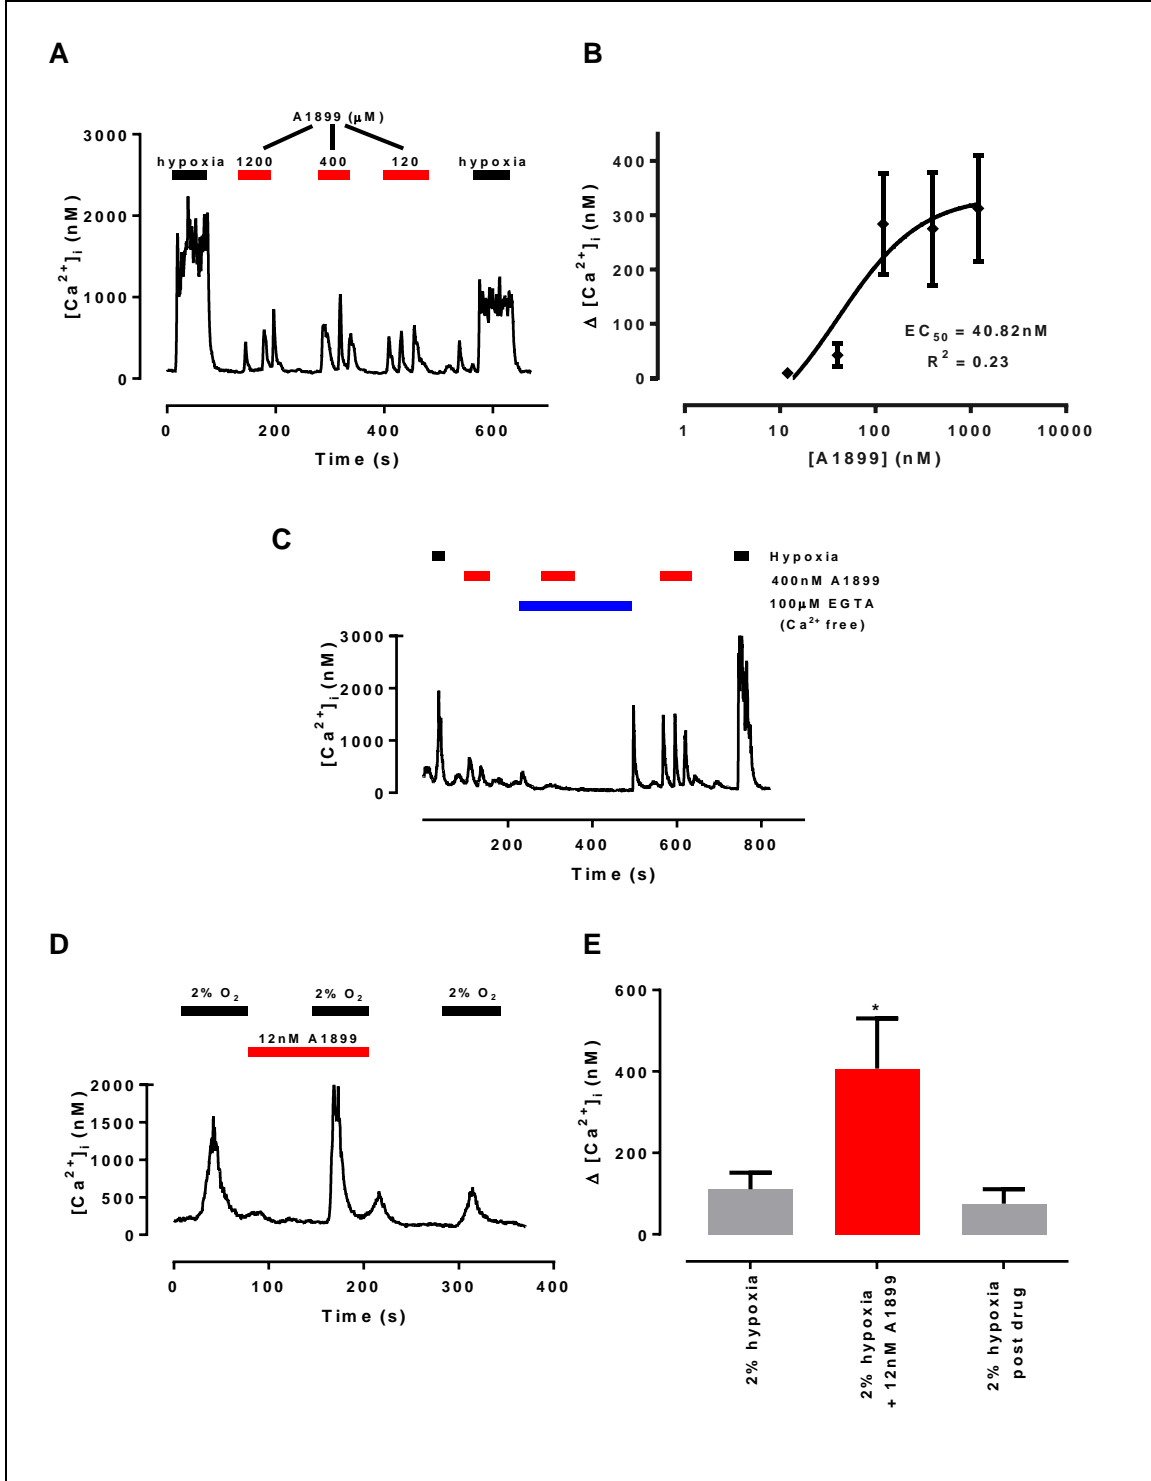 A
A1899 (µM)
3000
hypoxia 1200 400 120 hypoxia
2000
1000
0
[Ca²⁺]ᵢ (nM)
0 200 400 600
Time (s)
B
400
300
200
100
0
Δ [Ca²⁺]ᵢ (nM)
EC₅₀ = 40.82nM
R² = 0.23
1 10 100 1000 10000
[A1899] (nM)
C
Hypoxia
400nM A1899
100µM EGTA
(Ca²⁺ free)
3000
2000
1000
0
[Ca²⁺]ᵢ (nM)
200 400 600 800
Time (s)
D
2% O₂ 2% O₂ 2% O₂
12nM A1899
2000
1500
1000
500
0
[Ca²⁺]ᵢ (nM)
0 100 200 300 400
Time (s)
E
600
400
200
0
Δ [Ca²⁺]ᵢ (nM)
*
2% hypoxia
2% hypoxia
+ 12nM A1899
2% hypoxia
post drug